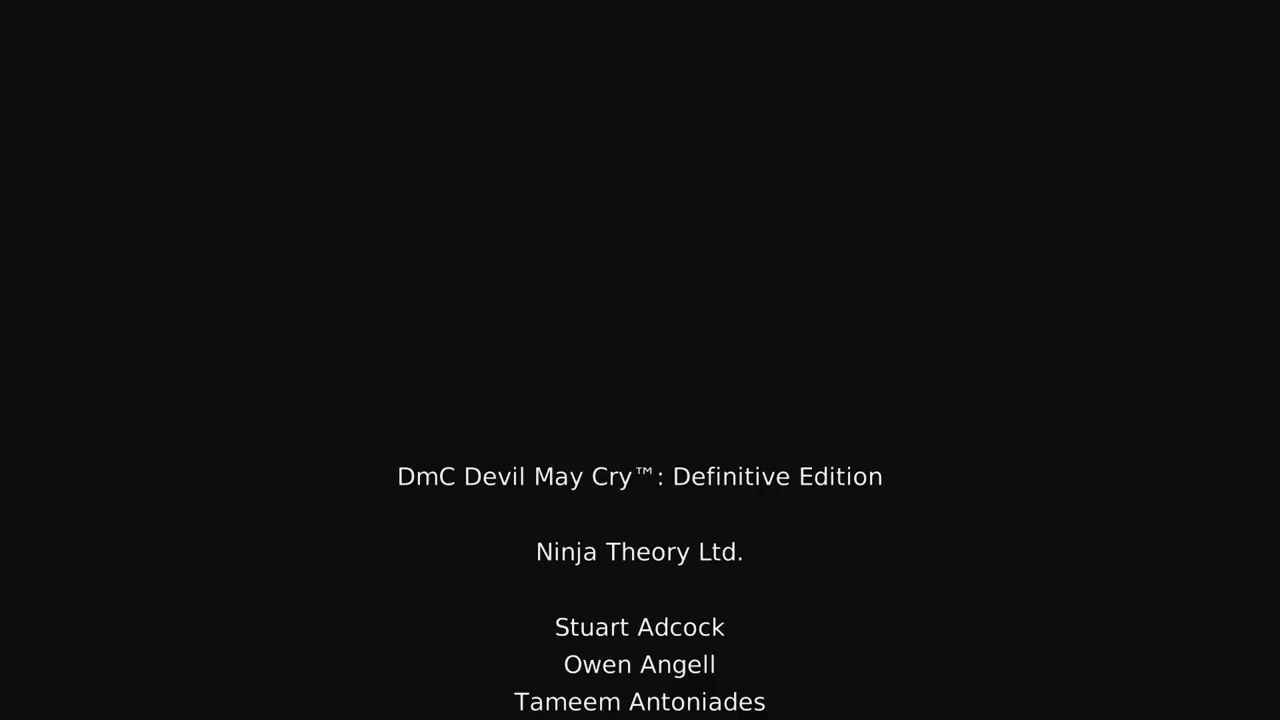 DmC Devil May Cry™: Definitive Edition
Ninja Theory Ltd.
Stuart Adcock
Owen Angell
Tameem Antoniades